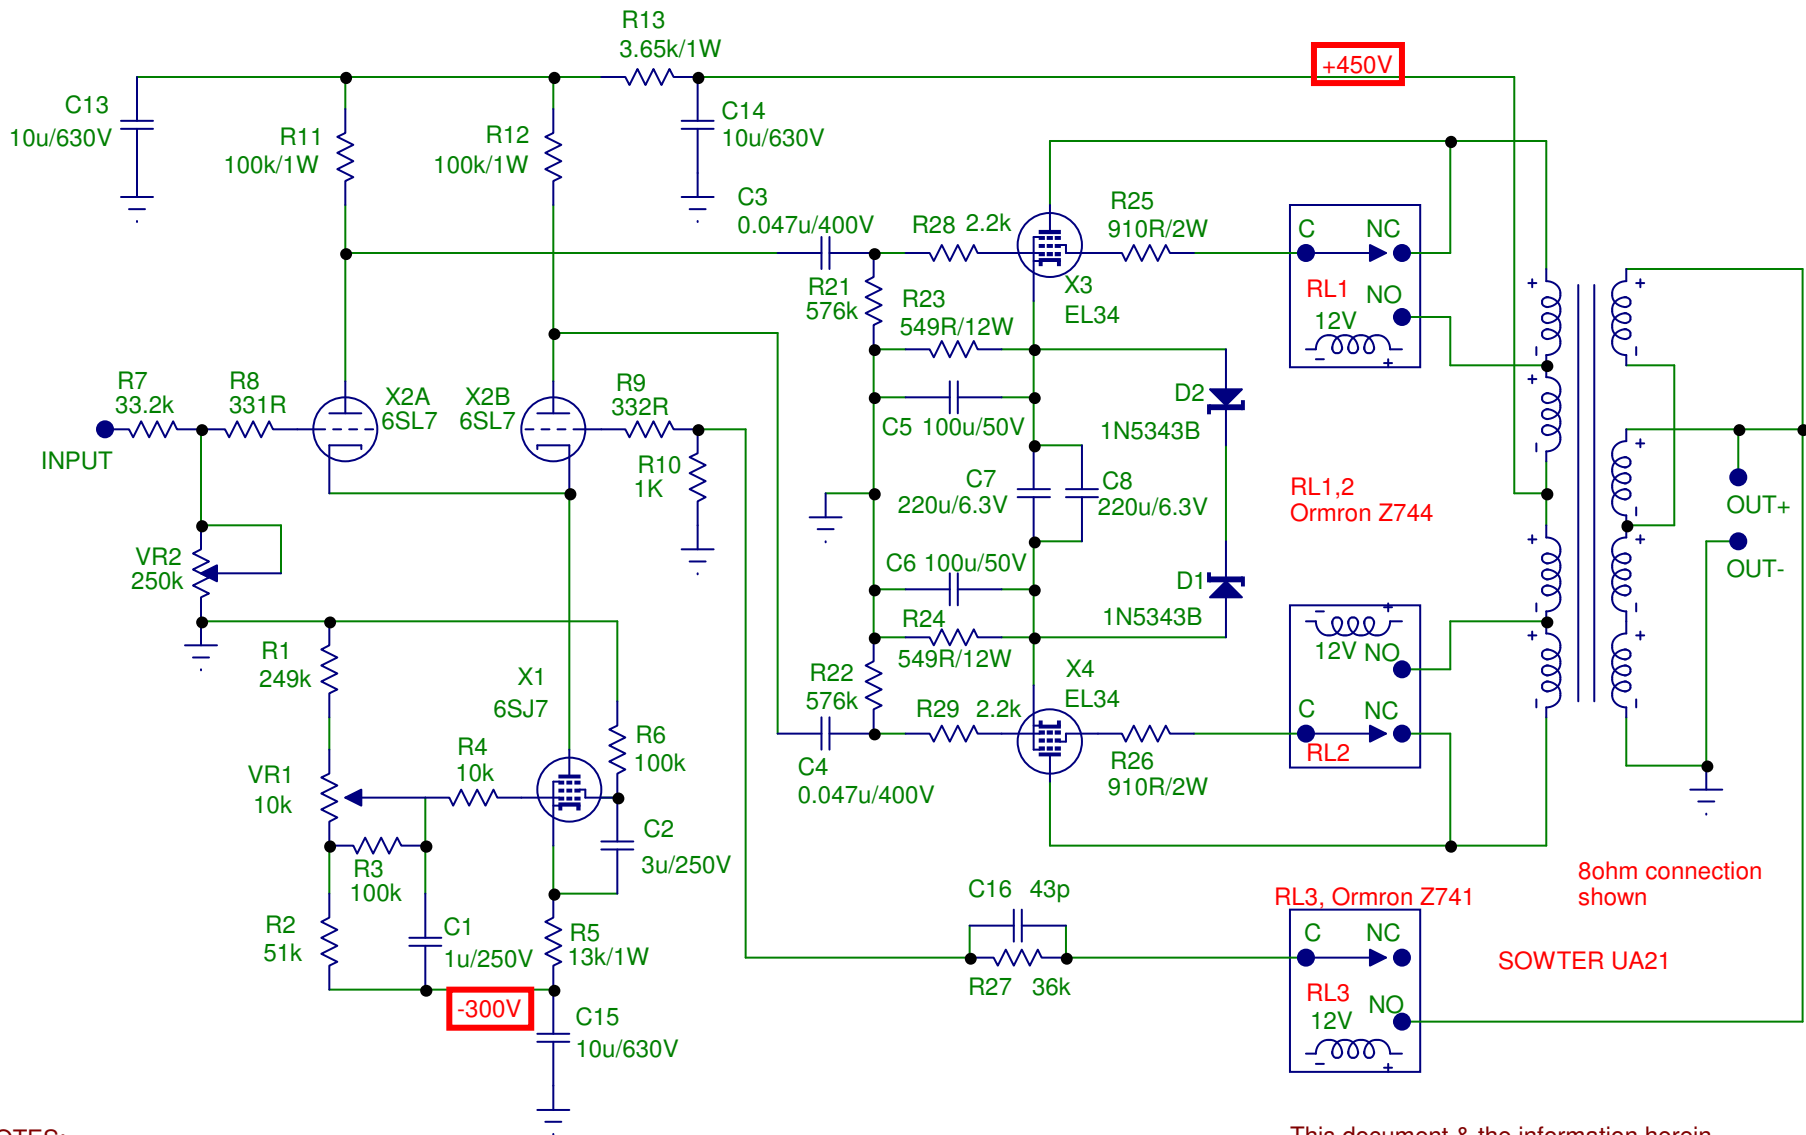 R13
3.65k/1W
+450V
C13
10u/630V
R11
100k/1W
R12
100k/1W
C14
10u/630V
C3
0.047u/400V
R28 2.2k
R25
910R/2W
C NC
RL1 NO
12V
- +
X3
EL34
R21
576k
R23
549R/12W
+ - + -
+ -
R7
33.2k
R8
331R
X2A
6SL7
X2B
6SL7
R9
332R
INPUT
R10
1K
D2
1N5343B
C5 100u/50V
C7
220u/6.3V
C8
220u/6.3V
RL1,2
Ormron Z744
OUT+
OUT-
+ -
VR2
250k
C6 100u/50V
D1
1N5343B
R24
549R/12W
+ - + -
+ - + -
- +
12V NO
C NC
RL2
R1
249k
X1
6SJ7
R22
576k
X4
EL34
R29 2.2k
R26
910R/2W
VR1
10k
R4
10k
R6
100k
C4
0.047u/400V
C2
3u/250V
R3
100k
R2
51k
C1
1u/250V
R5
13k/1W
C16 43p
R27 36k
8ohm connection
shown
RL3, Ormron Z741
C NC
RL3 NO
12V
- +
SOWTER UA21
-300V
C15
10u/630V
This document & the information herein